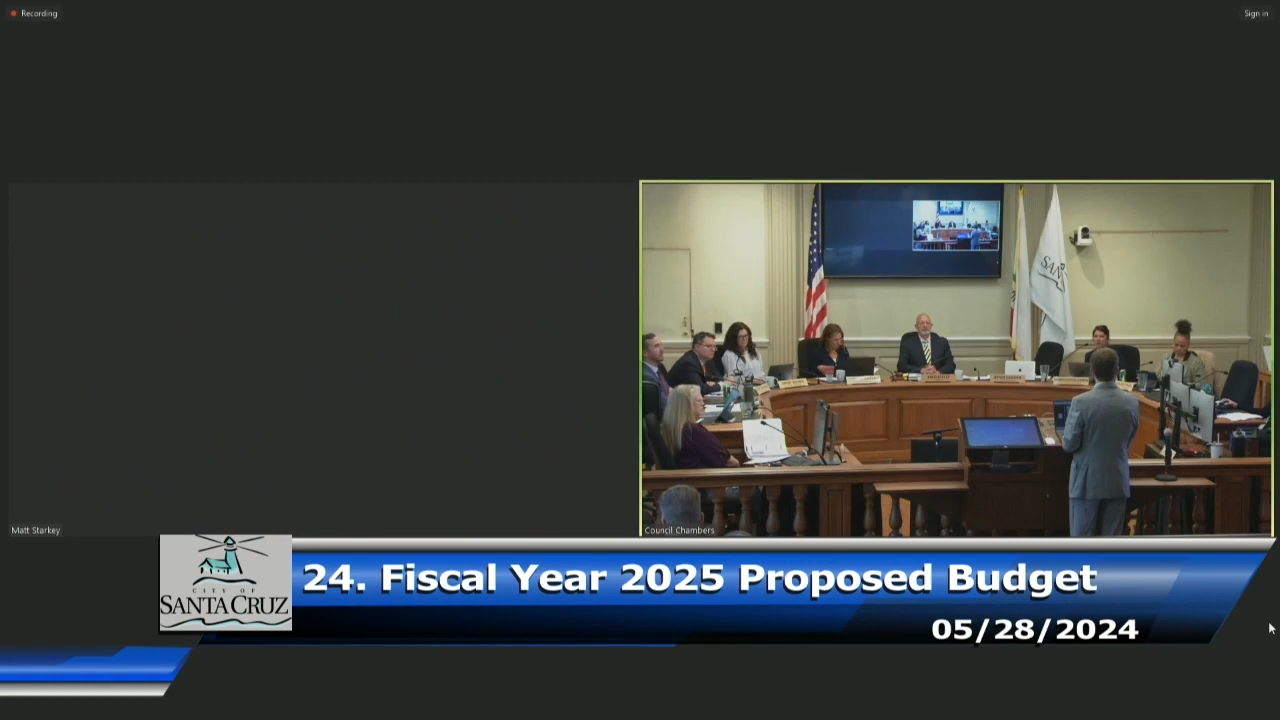 Recording
Sign in
SAN
Matt Starkey
Council Chambers
CITY OF
SANTA CRUZ
24. Fiscal Year 2025 Proposed Budget
05/28/2024